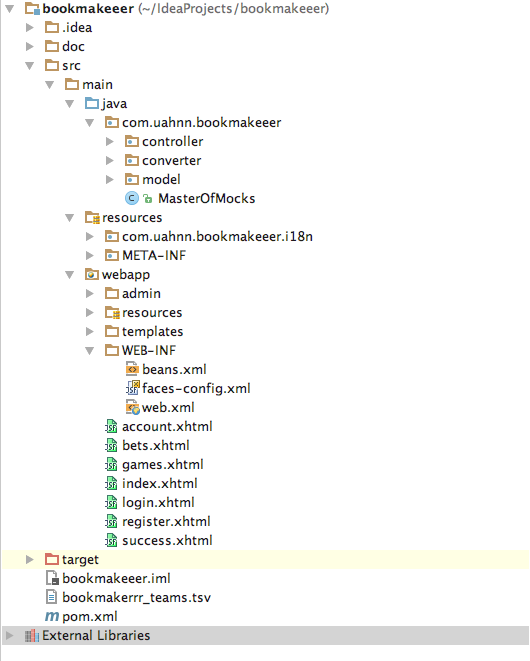 bookmakeeer (~/IdeaProjects/bookmakeeer)
.idea
doc
src
main
java
com.uahnn.bookmakeeer
controller
converter
model
C MasterOfMocks
resources
com.uahnn.bookmakeeer.i18n
META-INF
webapp
admin
resources
templates
WEB-INF
beans.xml
faces-config.xml
web.xml
account.xhtml
bets.xhtml
games.xhtml
index.xhtml
login.xhtml
register.xhtml
success.xhtml
target
bookmakeeer.iml
bookmakerrr_teams.tsv
m pom.xml
External Libraries